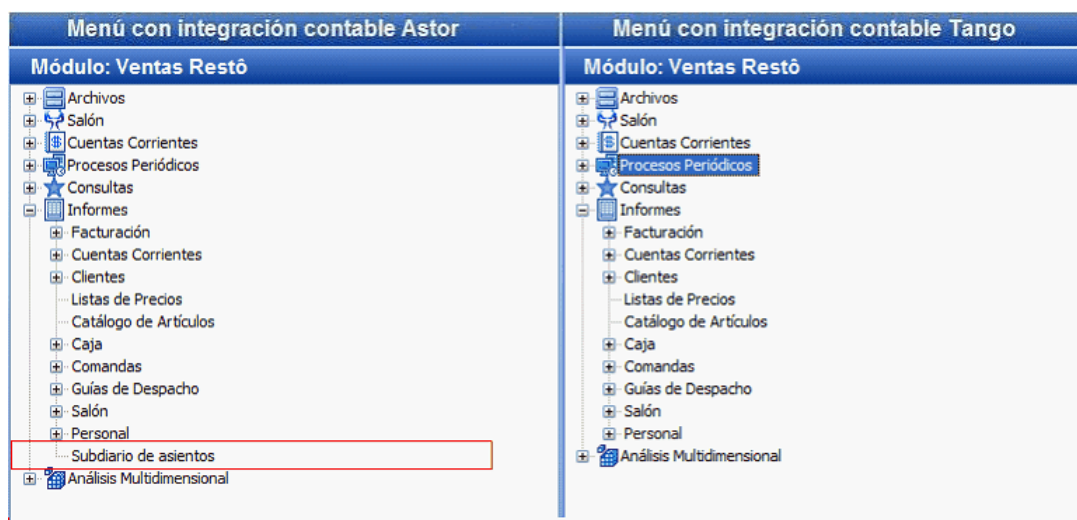 Menú con integración contable Astor
Módulo: Ventas Restô
Archivos
Salón
Cuentas Corrientes
Procesos Periódicos
Consultas
Informes
Facturación
Cuentas Corrientes
Clientes
Listas de Precios
Catálogo de Artículos
Caja
Comandas
Guías de Despacho
Salón
Personal
Subdiario de asientos
Análisis Multidimensional
Menú con integración contable Tango
Módulo: Ventas Restô
Archivos
Salón
Cuentas Corrientes
Procesos Periódicos
Consultas
Informes
Facturación
Cuentas Corrientes
Clientes
Listas de Precios
Catálogo de Artículos
Caja
Comandas
Guías de Despacho
Salón
Personal
Análisis Multidimensional